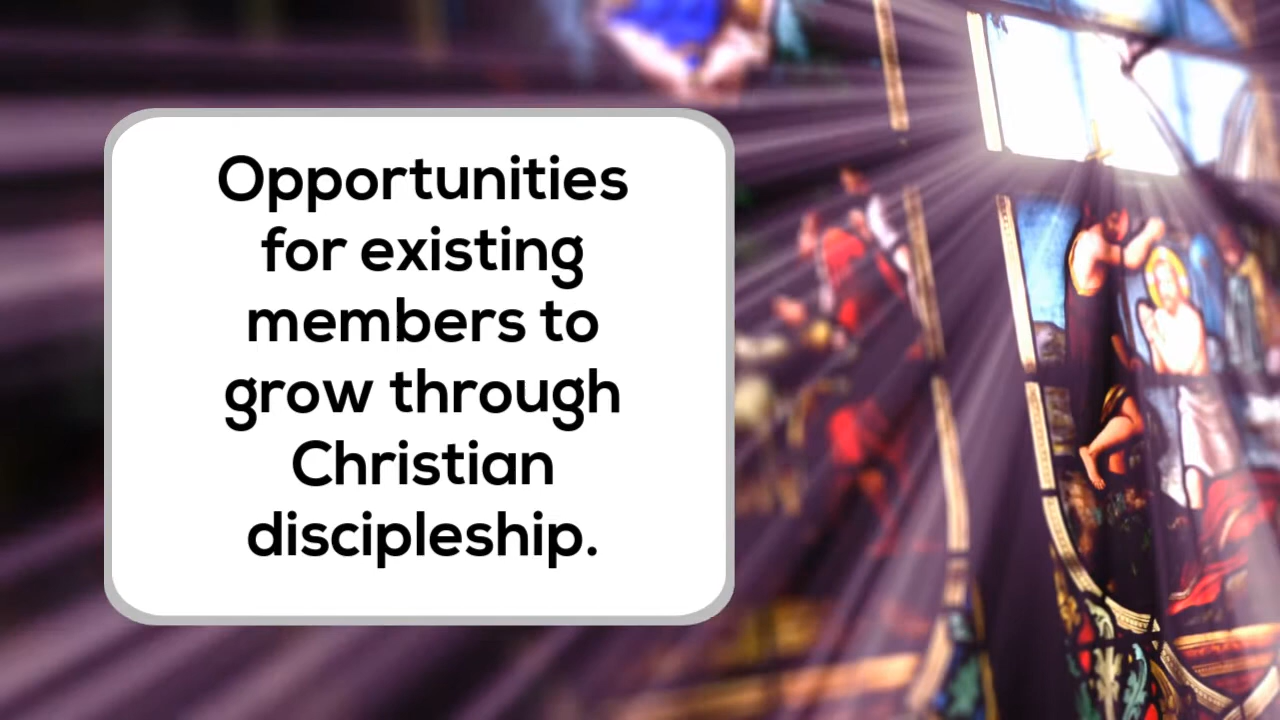 Opportunities
for existing
members to
grow through
Christian
discipleship.